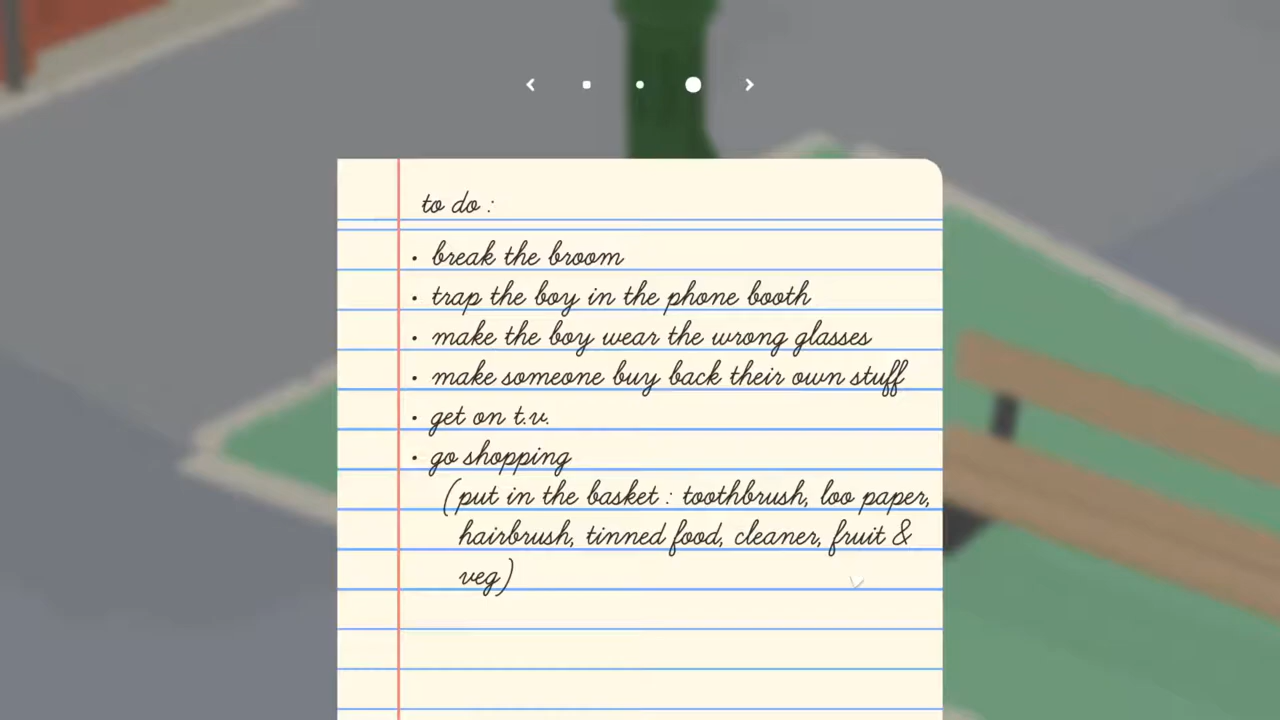 to do :
• break the broom
• trap the boy in the phone booth
• make the boy wear the wrong glasses
• make someone buy back their own stuff
• get on t.v.
• go shopping
(put in the basket : toothbrush, loo paper,
hairbrush, tinned food, cleaner, fruit &
veg)